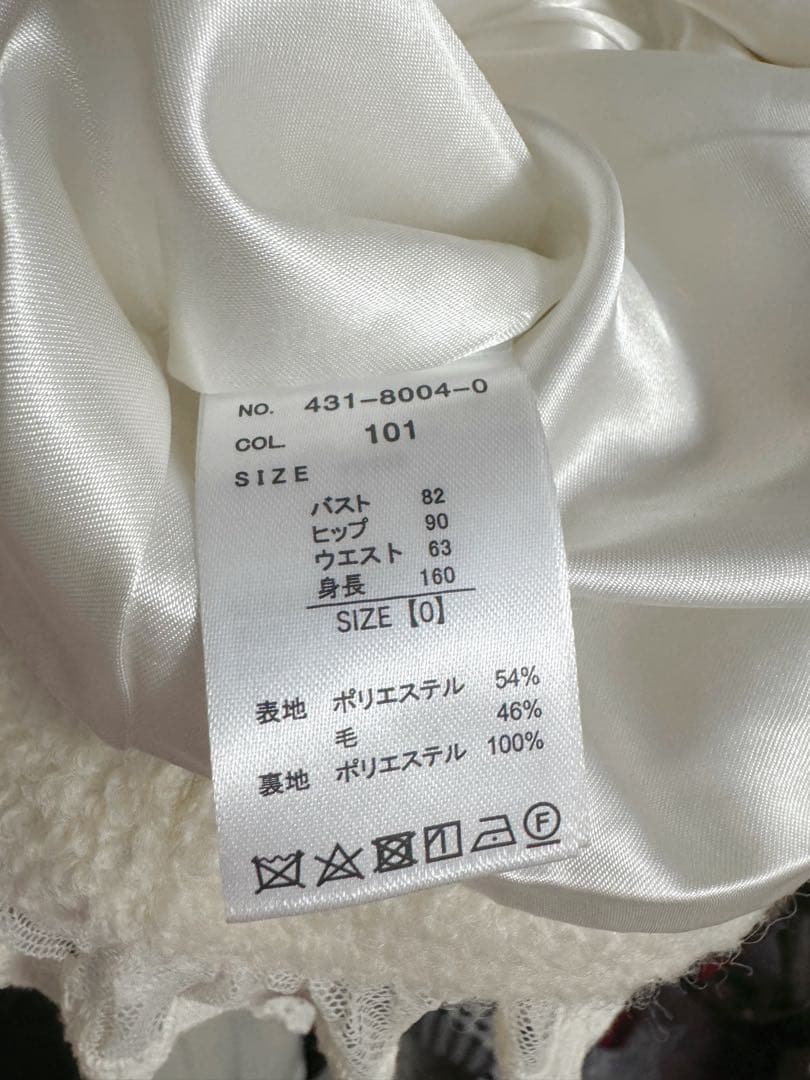 NO. 431-8004-0
COL. 101
SIZE
バスト 82
ヒップ 90
ウエスト 63
身長 160
SIZE【0】
表地 ポリエステル 54%
毛 46%
裏地 ポリエステル 100%
F